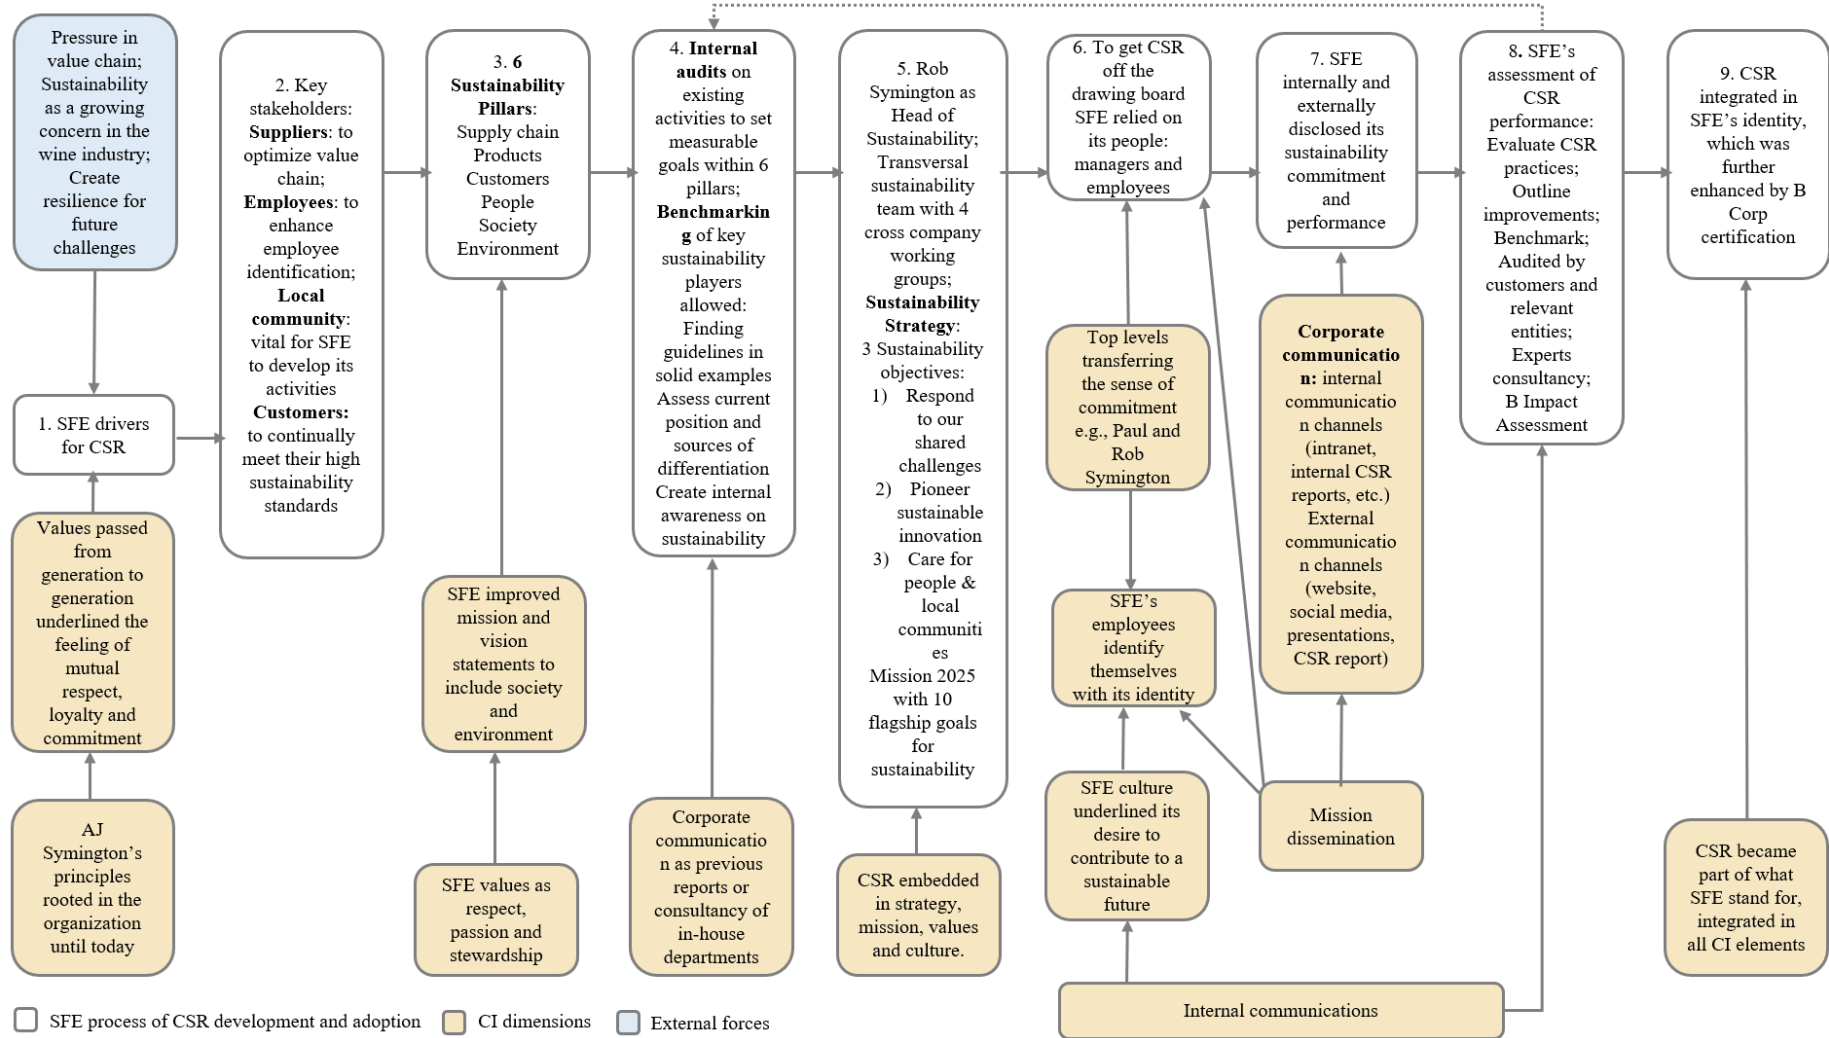 Pressure in
value chain;
Sustainability
as a growing
concern in the
wine industry;
Create
resilience for
future
challenges
1. SFE drivers
for CSR
Values passed
from
generation to
generation
underlined the
feeling of
mutual
respect,
loyalty and
commitment
AJ
Symington’s
principles
rooted in the
organization
until today
2. Key
stakeholders:
Suppliers: to
optimize value
chain;
Employees: to
enhance
employee
identification;
Local
community:
vital for SFE
to develop its
activities
Customers:
to continually
meet their high
sustainability
standards
3. 6
Sustainability
Pillars:
Supply chain
Products
Customers
People
Society
Environment
SFE improved
mission and
vision
statements to
include society
and
environment
SFE values as
respect,
passion and
stewardship
4. Internal
audits on
existing
activities to set
measurable
goals within 6
pillars;
Benchmarkin
g of key
sustainability
players
allowed:
Finding
guidelines in
solid examples
Assess current
position and
sources of
differentiation
Create internal
awareness on
sustainability
Corporate
communicatio
n as previous
reports or
consultancy of
in-house
departments
5. Rob
Symington as
Head of
Sustainability;
Transversal
sustainability
team with 4
cross company
working
groups;
Sustainability
Strategy:
3 Sustainability
objectives:
1) Respond
to our
shared
challenges
2) Pioneer
sustainable
innovation
3) Care for
people &
local
communiti
es
Mission 2025
with 10
flagship goals
for
sustainability
CSR embedded
in strategy,
mission, values
and culture.
6. To get CSR
off the
drawing board
SFE relied on
its people:
managers and
employees
Top levels
transferring
the sense of
commitment
e.g., Paul and
Rob
Symington
SFE’s
employees
identify
themselves
with its identity
SFE culture
underlined its
desire to
contribute to a
sustainable
future
7. SFE
internally and
externally
disclosed its
sustainability
commitment
and
performance
Corporate
communicatio
n: internal
communicatio
n channels
(intranet,
internal CSR
reports, etc.)
External
communicatio
n channels
(website,
social media,
presentations,
CSR report)
Mission
dissemination
Internal communications
8. SFE’s
assessment of
CSR
performance:
Evaluate CSR
practices;
Outline
improvements;
Benchmark;
Audited by
customers and
relevant
entities;
Experts
consultancy;
B Impact
Assessment
9. CSR
integrated in
SFE’s identity,
which was
further
enhanced by B
Corp
certification
CSR became
part of what
SFE stand for,
integrated in
all CI elements
SFE process of CSR development and adoption
CI dimensions
External forces